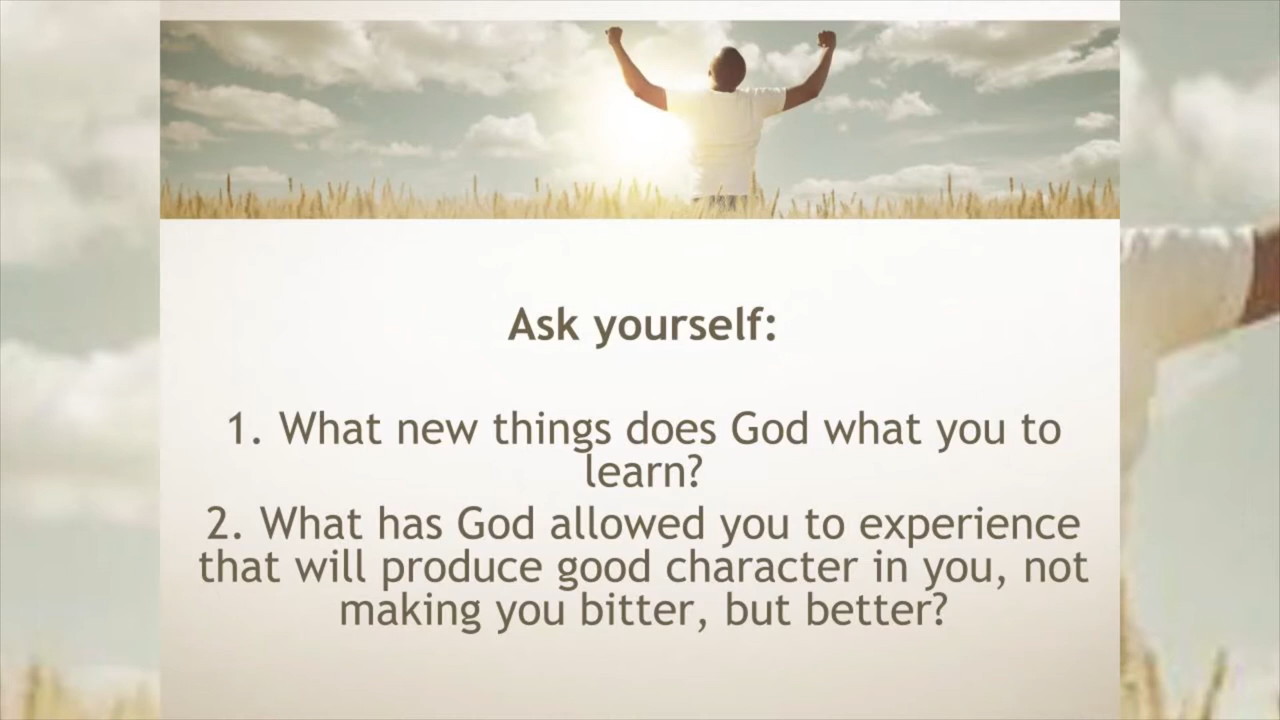 Ask yourself:
1. What new things does God what you to
learn?
2. What has God allowed you to experience
that will produce good character in you, not
making you bitter, but better?